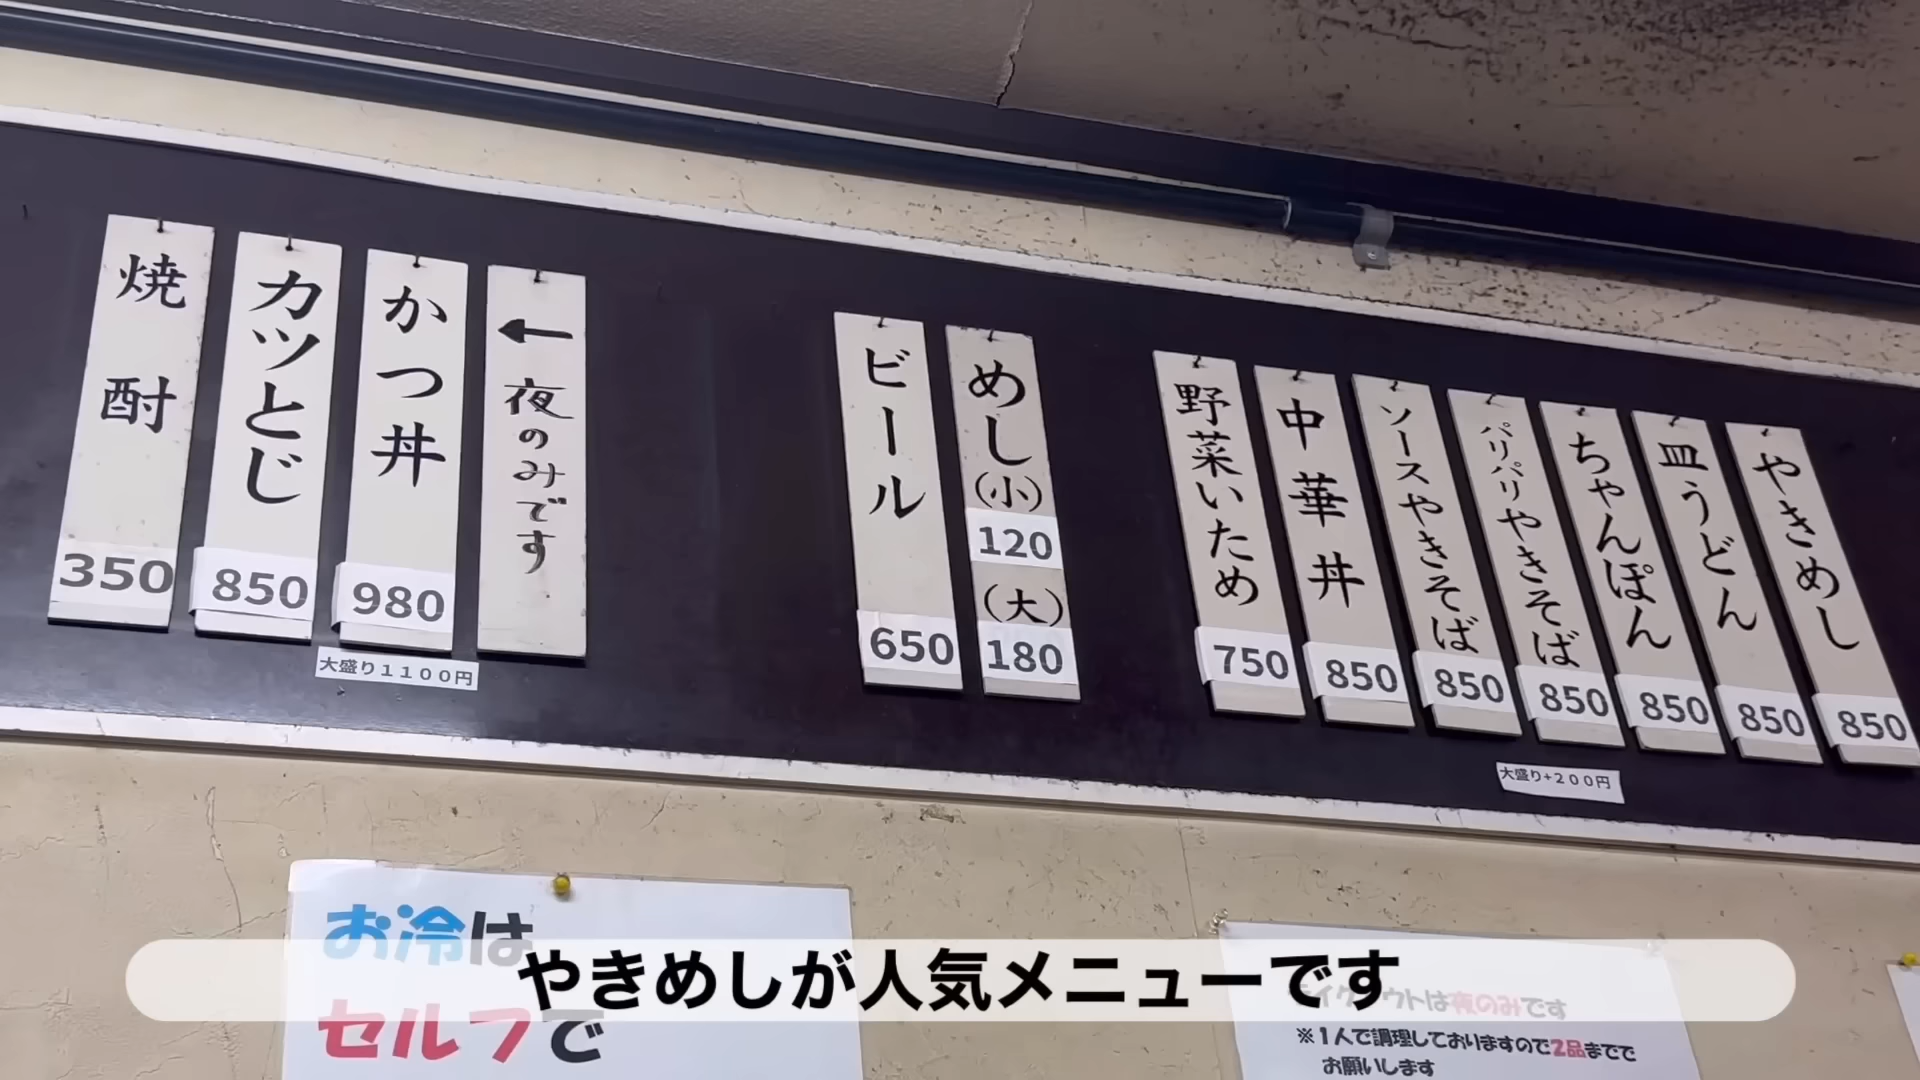 やきめし
850
皿うどん
850
ちゃんぽん
850
パリパリやきそば
850
ソースやきそば
850
中華丼
850
野菜いため
750
大盛り+200円
めし
(小)
120
(大)
180
ビール
650
←
夜のみです
かつ丼
980
大盛り1100円
カツとじ
850
焼酎
350
お冷は
セルフで
夜のみです
※1人で調理しておりますので2品までで
お願いします
やきめしが人気メニューです